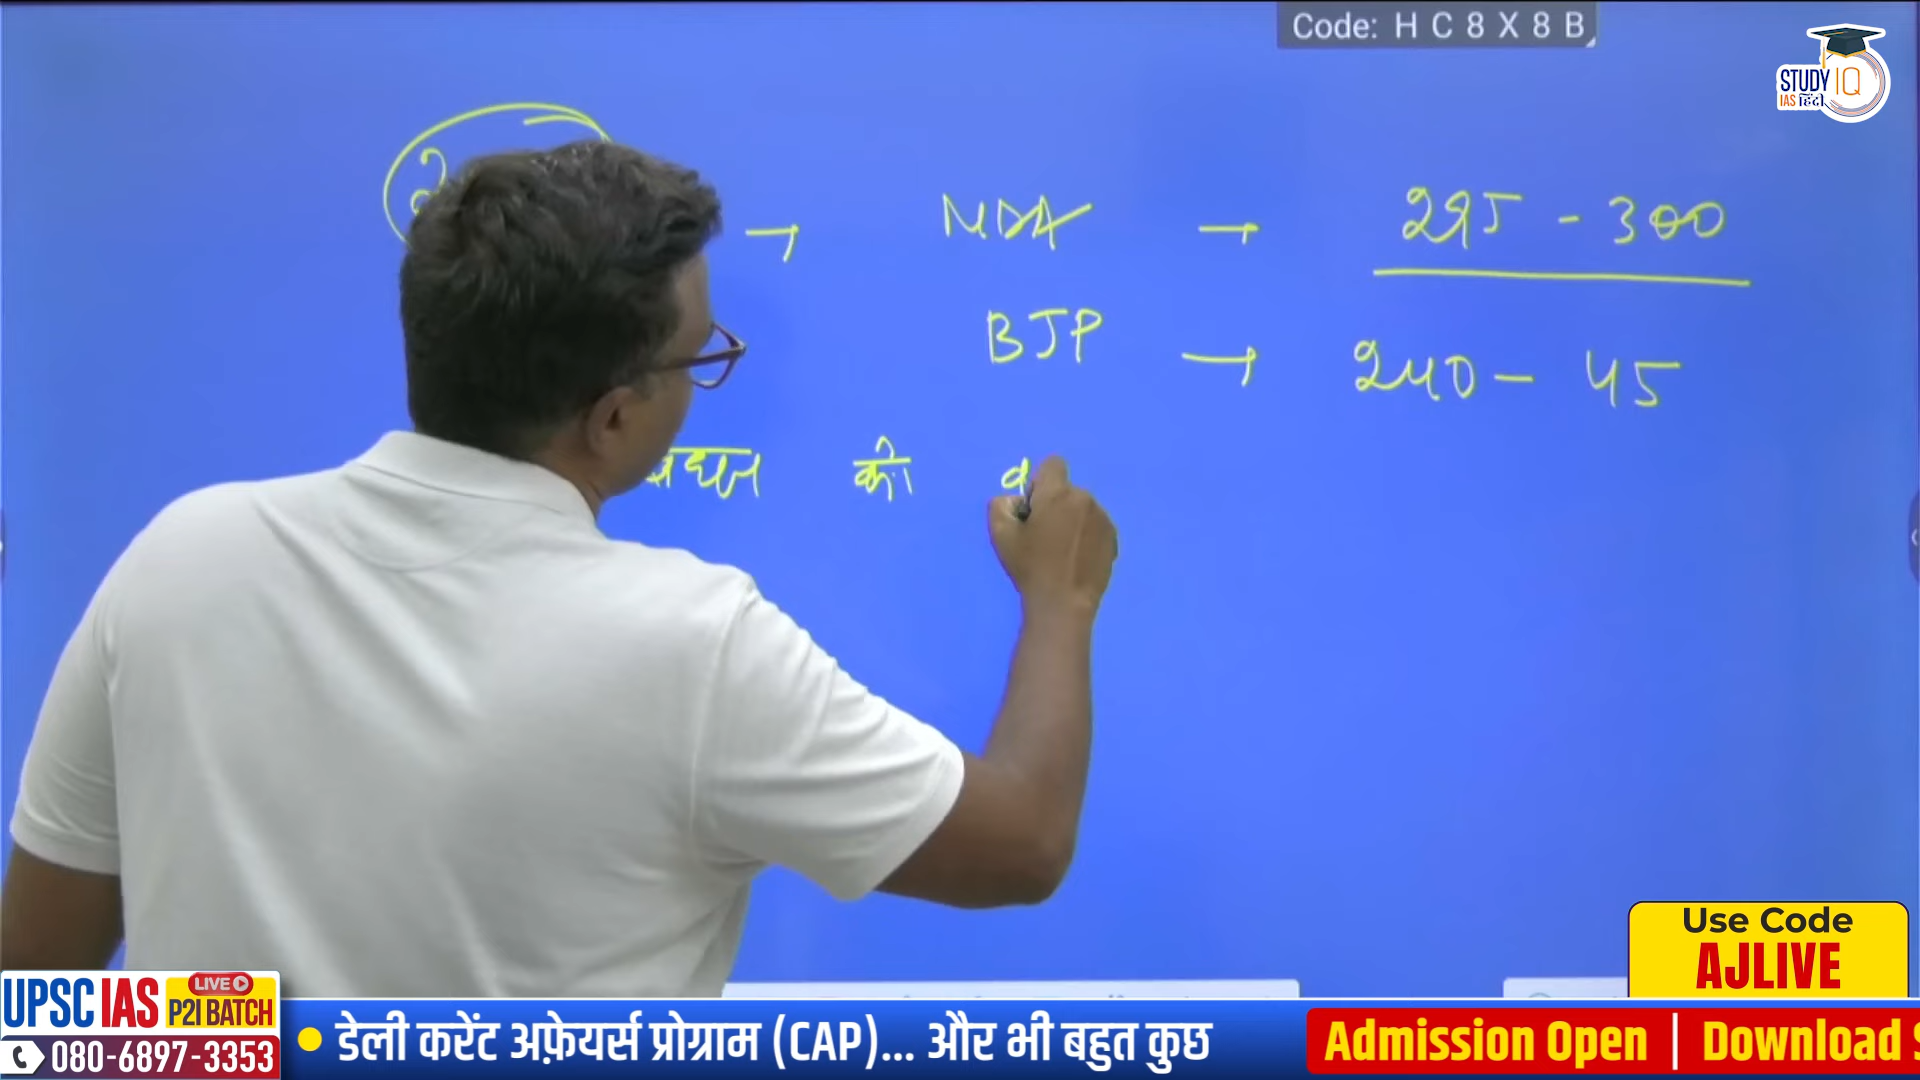 Code: H C 8 X 8 B
STUDY IQ
IAS हिंदी
NDA → 295 - 300
BJP → 240 - 45
की
Use Code
AJLIVE
UPSC IAS
LIVE
P21 BATCH
080-6897-3353
डेली करेंट अफ़ेयर्स प्रोग्राम (CAP)... और भी बहुत कुछ
Admission Open | Download